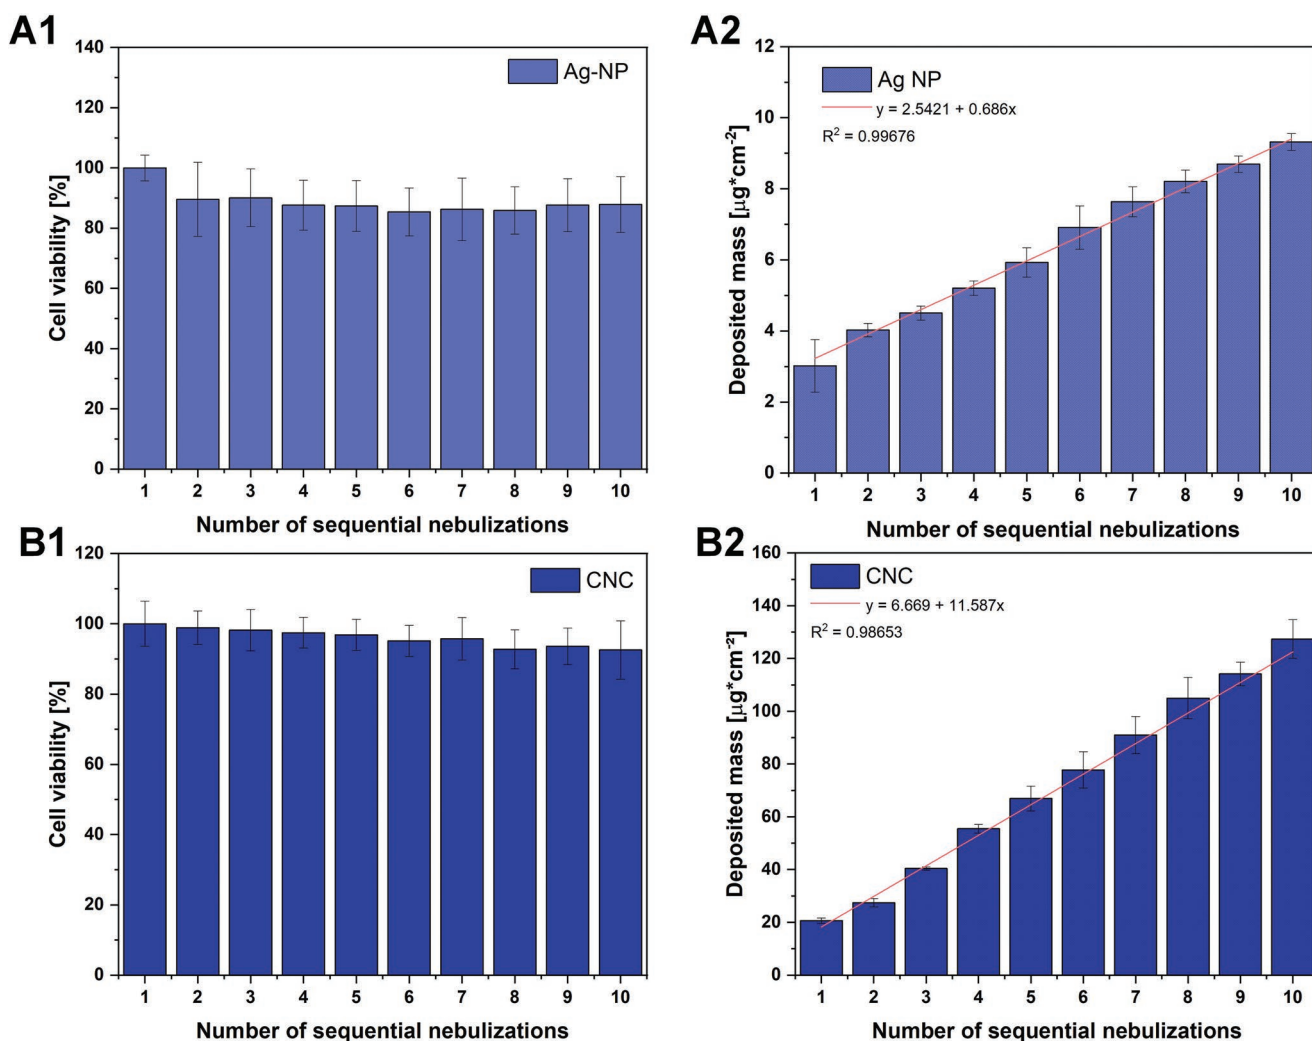 A1
Cell viability [%]
140
120
100
80
60
40
20
0
Ag-NP
1 2 3 4 5 6 7 8 9 10
Number of sequential nebulizations
A2
Deposited mass [μg*cm-2]
12
10
8
6
4
2
0
Ag NP
y = 2.5421 + 0.686x
R2 = 0.99676
1 2 3 4 5 6 7 8 9 10
Number of sequential nebulizations
B1
Cell viability [%]
120
100
80
60
40
20
0
CNC
1 2 3 4 5 6 7 8 9 10
Number of sequential nebulizations
B2
Deposited mass [μg*cm-2]
160
140
120
100
80
60
40
20
0
CNC
y = 6.669 + 11.587x
R2 = 0.98653
1 2 3 4 5 6 7 8 9 10
Number of sequential nebulizations